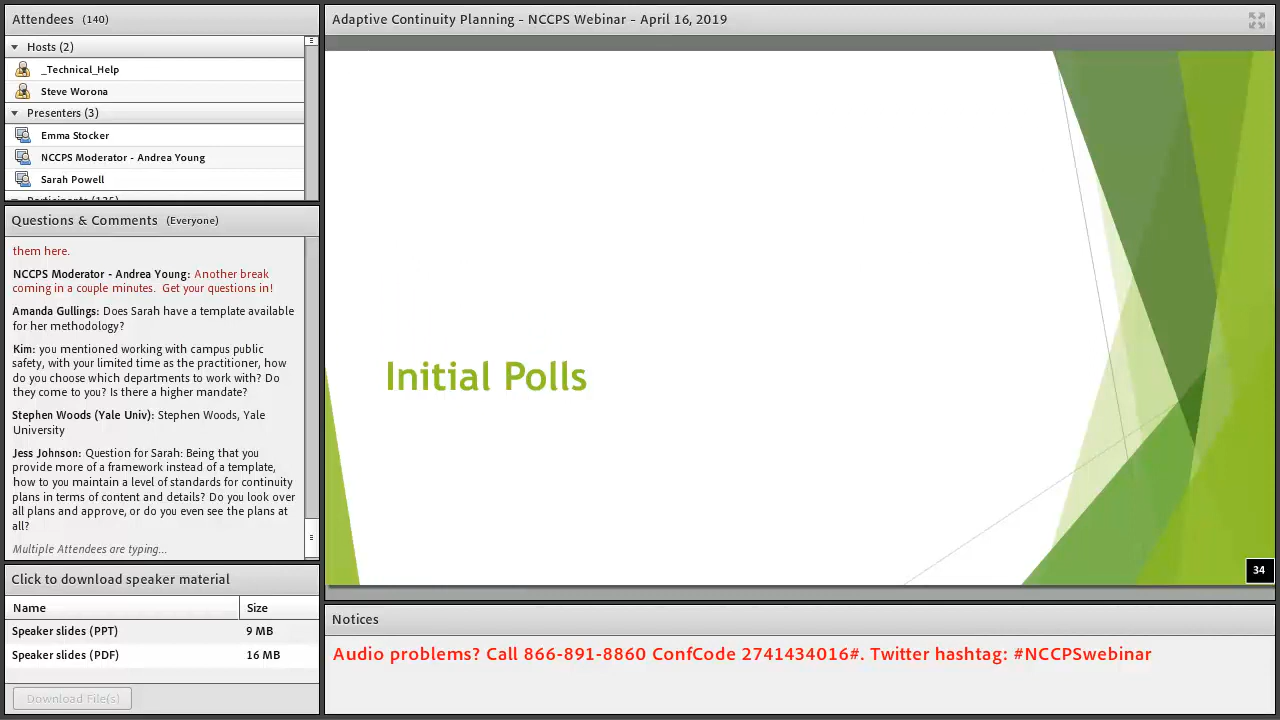 Attendees (140)
Hosts (2)
_Technical_Help
Steve Worona
Presenters (3)
Emma Stocker
NCCPS Moderator - Andrea Young
Sarah Powell
Participants (135)
Questions & Comments (Everyone)
them here.
NCCPS Moderator - Andrea Young: Another break
coming in a couple minutes. Get your questions in!
Amanda Gullings: Does Sarah have a template available
for her methodology?
Kim: you mentioned working with campus public
safety, with your limited time as the practitioner, how
do you choose which departments to work with? Do
they come to you? Is there a higher mandate?
Stephen Woods (Yale Univ): Stephen Woods, Yale
University
Jess Johnson: Question for Sarah: Being that you
provide more of a framework instead of a template,
how to you maintain a level of standards for continuity
plans in terms of content and details? Do you look over
all plans and approve, or do you even see the plans at
all?
Multiple Attendees are typing...
Click to download speaker material
Name Size
Speaker slides (PPT) 9 MB
Speaker slides (PDF) 16 MB
Download File(s)
Adaptive Continuity Planning - NCCPS Webinar - April 16, 2019
Initial Polls
34
Notices
Audio problems? Call 866-891-8860 ConfCode 2741434016#. Twitter hashtag: #NCCPSwebinar